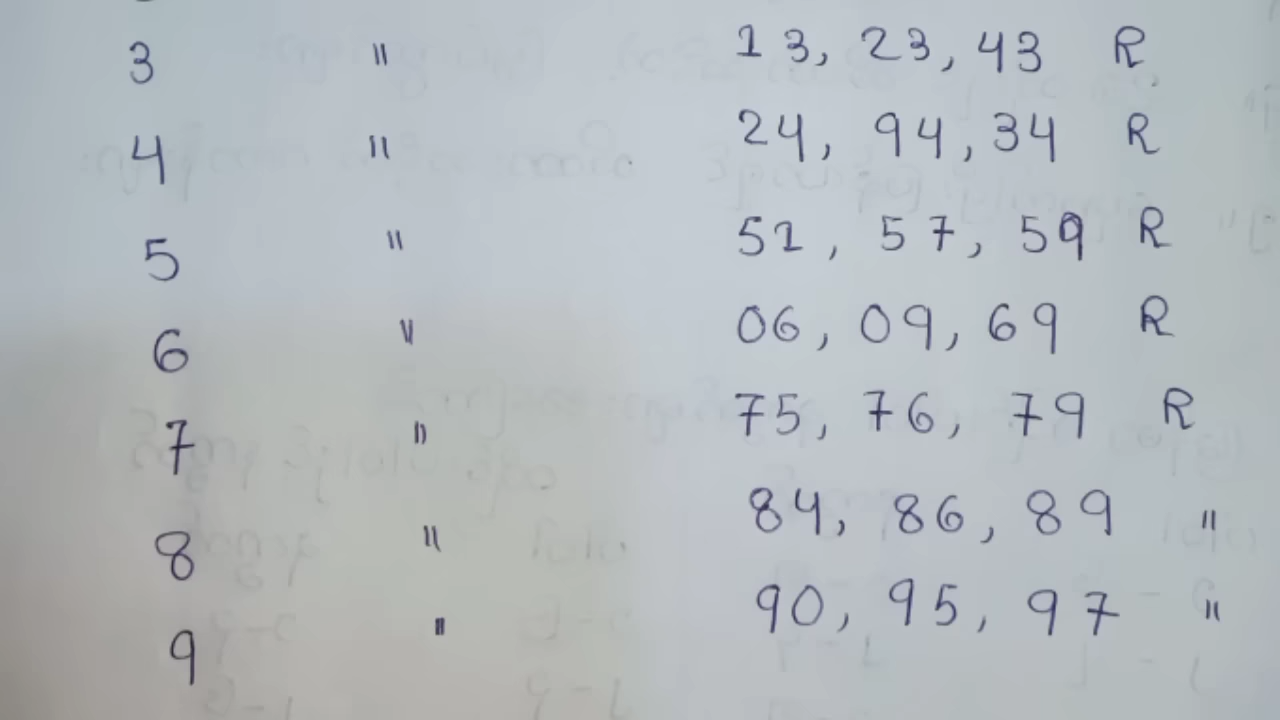 3 " 13, 23, 43 R
4 " 24, 94, 34 R
5 " 51, 57, 59 R
6 " 06, 09, 69 R
7 " 75, 76, 79 R
8 " 84, 86, 89 "
9 " 90, 95, 97 "